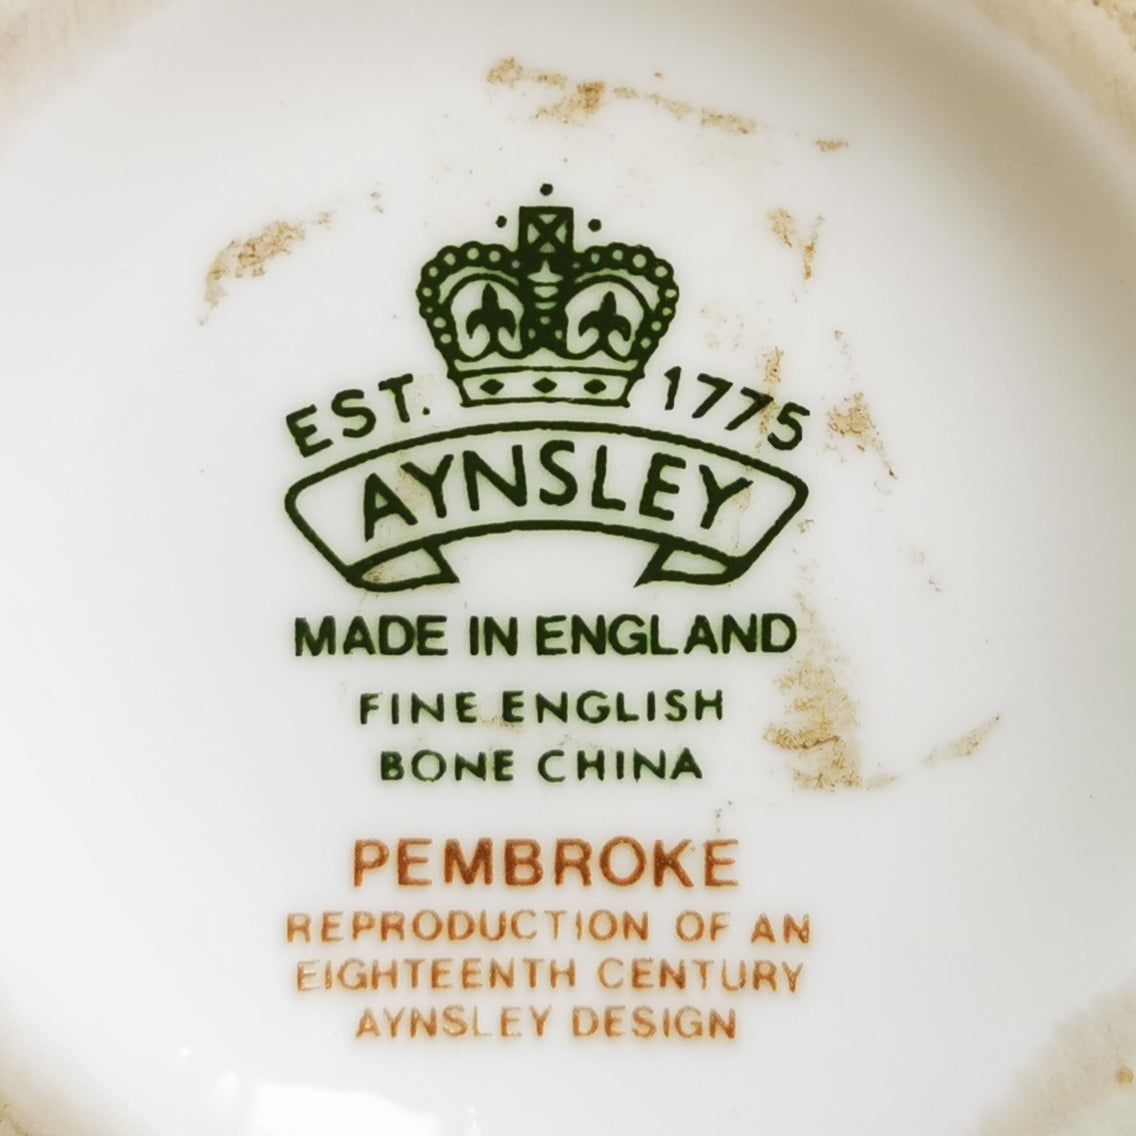 EST. 1775
AYNSLEY
MADE IN ENGLAND
FINE ENGLISH
BONE CHINA
PEMBROKE
REPRODUCTION OF AN
EIGHTEENTH CENTURY
AYNSLEY DESIGN